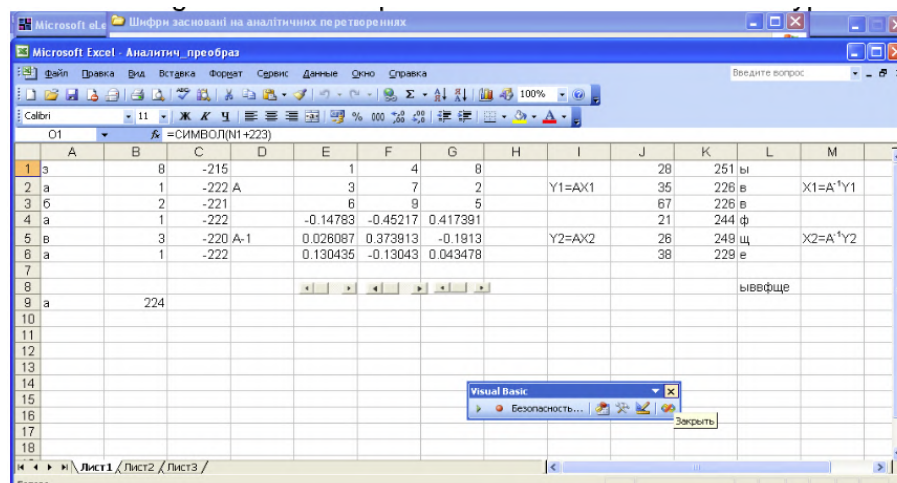 Microsoft el.e Шифри засновані на аналітичних перетвореннях
Microsoft Excel - Аналитич_преобраз
Файл Правка Вид Вставка Формат Сервис Данные Окно Справка Введите вопрос
100%
Calibri 11 Ж К Ч % 000
O1 fx =СИМВОЛ(N1+223)
A B C D E F G H I J K L M
1 з 8 -215 1 4 8 28 251 ы
2 а 1 -222 A 3 7 2 Y1=AX1 35 226 в X1=A⁻¹Y1
3 б 2 -221 6 9 5 67 226 в
4 а 1 -222 -0.14783 -0.45217 0.417391 21 244 ф
5 в 3 -220 A-1 0.026087 0.373913 -0.1913 Y2=AX2 26 249 щ X2=A⁻¹Y2
6 а 1 -222 0.130435 -0.13043 0.043478 38 229 е
7
8 ыввфще
9 а 224
10
11
12
13
14
15
16
17
18
Visual Basic
Безопасность...
Закрыть
Лист1 Лист2 Лист3